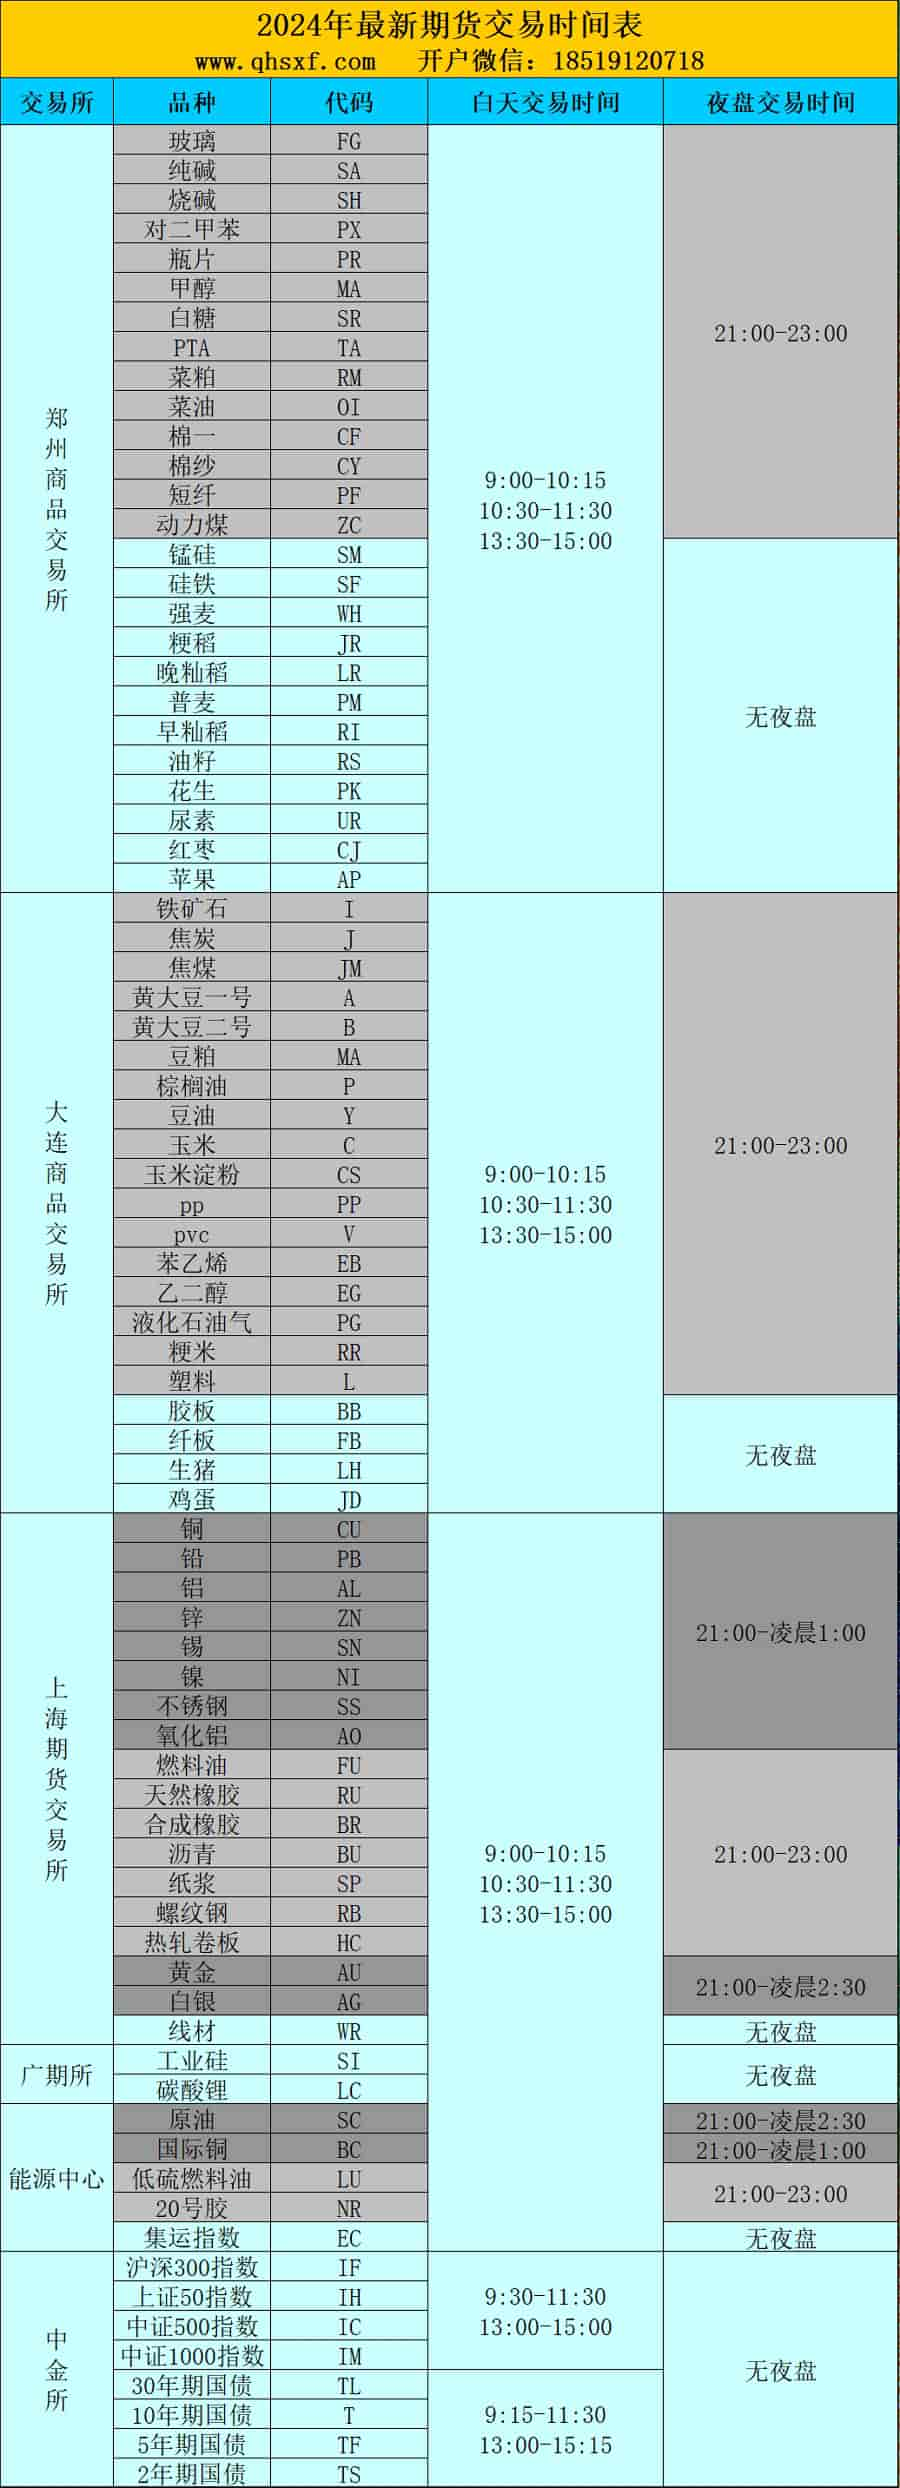 2024年最新期货交易时间表
www.qhsxf.com 开户微信：18519120718
交易所 品种 代码 白天交易时间 夜盘交易时间
郑州商品交易所
玻璃 FG
纯碱 SA
烧碱 SH
对二甲苯 PX
瓶片 PR
甲醇 MA
白糖 SR
PTA TA
菜粕 RM
菜油 OI
棉一 CF
棉纱 CY
短纤 PF
动力煤 ZC
锰硅 SM
硅铁 SF
强麦 WH
粳稻 JR
晚籼稻 LR
普麦 PM
早籼稻 RI
油籽 RS
花生 PK
尿素 UR
红枣 CJ
苹果 AP
9:00-10:15
10:30-11:30
13:30-15:00
21:00-23:00
无夜盘
大连商品交易所
铁矿石 I
焦炭 J
焦煤 JM
黄大豆一号 A
黄大豆二号 B
豆粕 MA
棕榈油 P
豆油 Y
玉米 C
玉米淀粉 CS
pp PP
pvc V
苯乙烯 EB
乙二醇 EG
液化石油气 PG
粳米 RR
塑料 L
胶板 BB
纤板 FB
生猪 LH
鸡蛋 JD
9:00-10:15
10:30-11:30
13:30-15:00
21:00-23:00
无夜盘
上海期货交易所
铜 CU
铅 PB
铝 AL
锌 ZN
锡 SN
镍 NI
不锈钢 SS
氧化铝 AO
燃料油 FU
天然橡胶 RU
合成橡胶 BR
沥青 BU
纸浆 SP
螺纹钢 RB
热轧卷板 HC
黄金 AU
白银 AG
线材 WR
9:00-10:15
10:30-11:30
13:30-15:00
21:00-凌晨1:00
21:00-23:00
21:00-凌晨2:30
无夜盘
广期所
工业硅 SI
碳酸锂 LC
无夜盘
能源中心
原油 SC 21:00-凌晨2:30
国际铜 BC 21:00-凌晨1:00
低硫燃料油 LU
20号胶 NR
21:00-23:00
集运指数 EC 无夜盘
中金所
沪深300指数 IF
上证50指数 IH
中证500指数 IC
中证1000指数 IM
9:30-11:30
13:00-15:00
30年期国债 TL
10年期国债 T
5年期国债 TF
2年期国债 TS
9:15-11:30
13:00-15:15
无夜盘